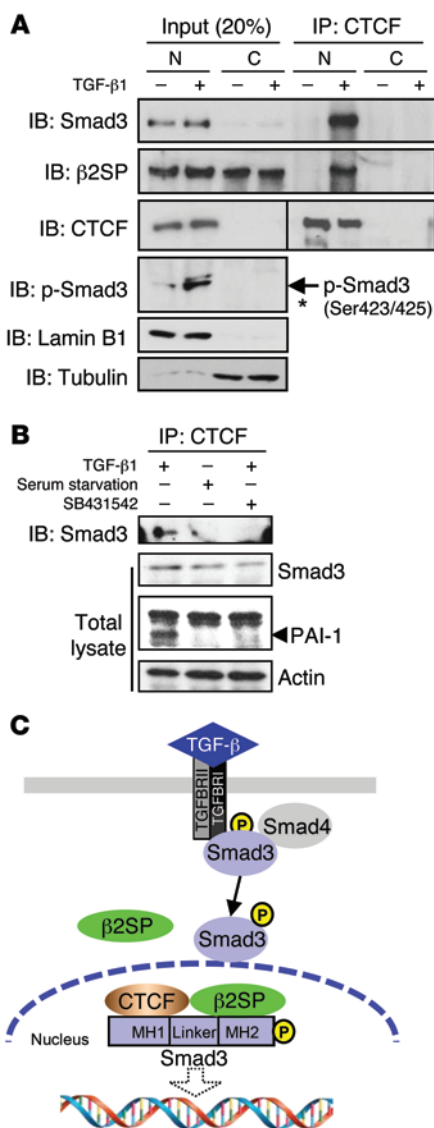 A
Input (20%) IP: CTCF
N C N C
TGF-β1 – + – + – + – +
IB: Smad3
IB: β2SP
IB: CTCF
IB: p-Smad3
p-Smad3
*
(Ser423/425)
IB: Lamin B1
IB: Tubulin
B
IP: CTCF
TGF-β1 + – +
Serum starvation – + –
SB431542 – – +
IB: Smad3
Smad3
Total
lysate
PAI-1
Actin
C
TGF-β
TGFBRII
TGFBRI
P
Smad4
Smad3
P
β2SP
Smad3
CTCF β2SP
Nucleus
MH1 Linker MH2 P
Smad3